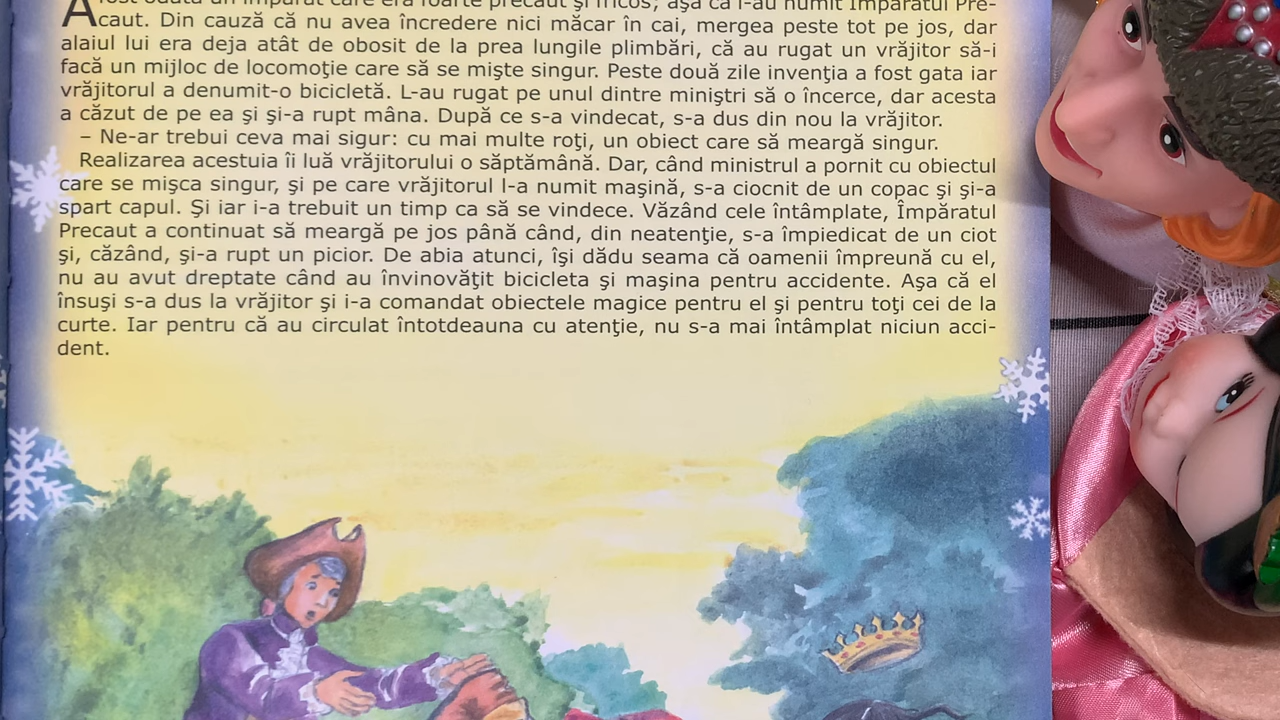 A fost odată un împărat care era foarte precaut şi fricos; aşa că l-au numit Împăratul Pre-
caut. Din cauză că nu avea încredere nici măcar în cai, mergea peste tot pe jos, dar
alaiul lui era deja atât de obosit de la prea lungile plimbări, că au rugat un vrăjitor să-i
facă un mijloc de locomoţie care să se mişte singur. Peste două zile invenţia a fost gata iar
vrăjitorul a denumit-o bicicletă. L-au rugat pe unul dintre miniştri să o încerce, dar acesta
a căzut de pe ea şi şi-a rupt mâna. După ce s-a vindecat, s-a dus din nou la vrăjitor.
– Ne-ar trebui ceva mai sigur: cu mai multe roţi, un obiect care să meargă singur.
Realizarea acestuia îi luă vrăjitorului o săptămână. Dar, când ministrul a pornit cu obiectul
care se mişca singur, şi pe care vrăjitorul l-a numit maşină, s-a ciocnit de un copac şi şi-a
spart capul. Şi iar i-a trebuit un timp ca să se vindece. Văzând cele întâmplate, Împăratul
Precaut a continuat să meargă pe jos până când, din neatenţie, s-a împiedicat de un ciot
şi, căzând, şi-a rupt un picior. De abia atunci, îşi dădu seama că oamenii împreună cu el,
nu au avut dreptate când au învinovăţit bicicleta şi maşina pentru accidente. Aşa că el
însuşi s-a dus la vrăjitor şi i-a comandat obiectele magice pentru el şi pentru toţi cei de la
curte. Iar pentru că au circulat întotdeauna cu atenţie, nu s-a mai întâmplat niciun acci-
dent.